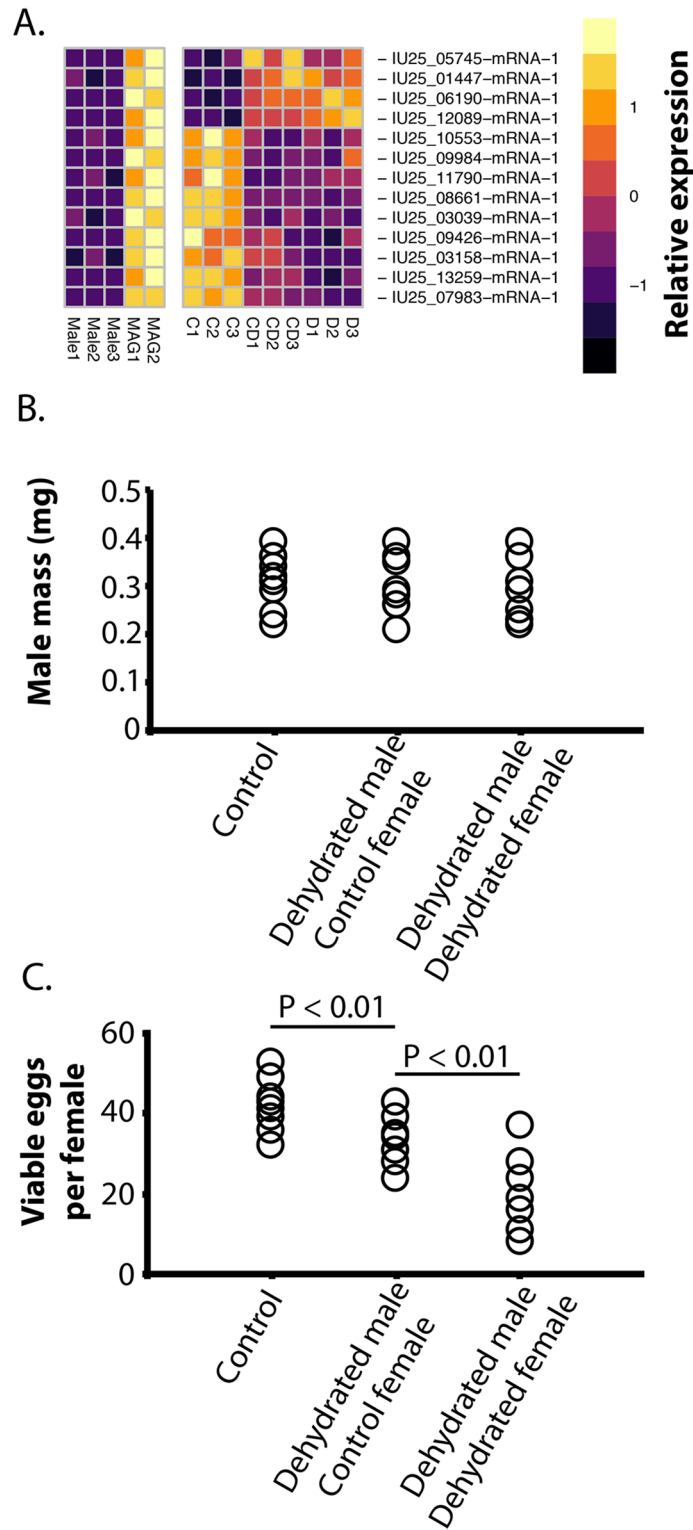 A.
– IU25_05745–mRNA–1
– IU25_01447–mRNA–1
– IU25_06190–mRNA–1
– IU25_12089–mRNA–1
– IU25_10553–mRNA–1
– IU25_09984–mRNA–1
– IU25_11790–mRNA–1
– IU25_08661–mRNA–1
– IU25_03039–mRNA–1
– IU25_09426–mRNA–1
– IU25_03158–mRNA–1
– IU25_13259–mRNA–1
– IU25_07983–mRNA–1
Male1
Male2
Male3
MAG1
MAG2
C1
C2
C3
CD1
CD2
CD3
D1
D2
D3
1
0
−1
Relative expression
B.
Male mass (mg)
0.5
0.4
0.3
0.2
0.1
0
Control
Dehydrated male
Control female
Dehydrated male
Dehydrated female
C.
Viable eggs
per female
60
40
20
0
P < 0.01
P < 0.01
Control
Dehydrated male
Control female
Dehydrated male
Dehydrated female